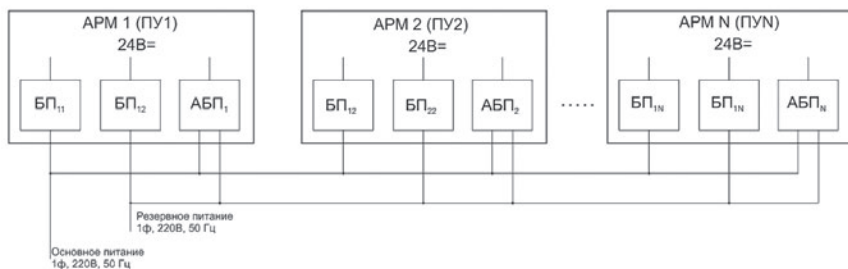 АРМ 1 (ПУ1)
24В=
БП₁₁
БП₁₂
АБП₁
АРМ 2 (ПУ2)
24В=
БП₁₂
БП₂₂
АБП₂
.....
АРМ N (ПУN)
24В=
БП₁N
БП₁N
АБПN
Резервное питание
1ф, 220В, 50 Гц
Основное питание
1ф, 220В, 50 Гц